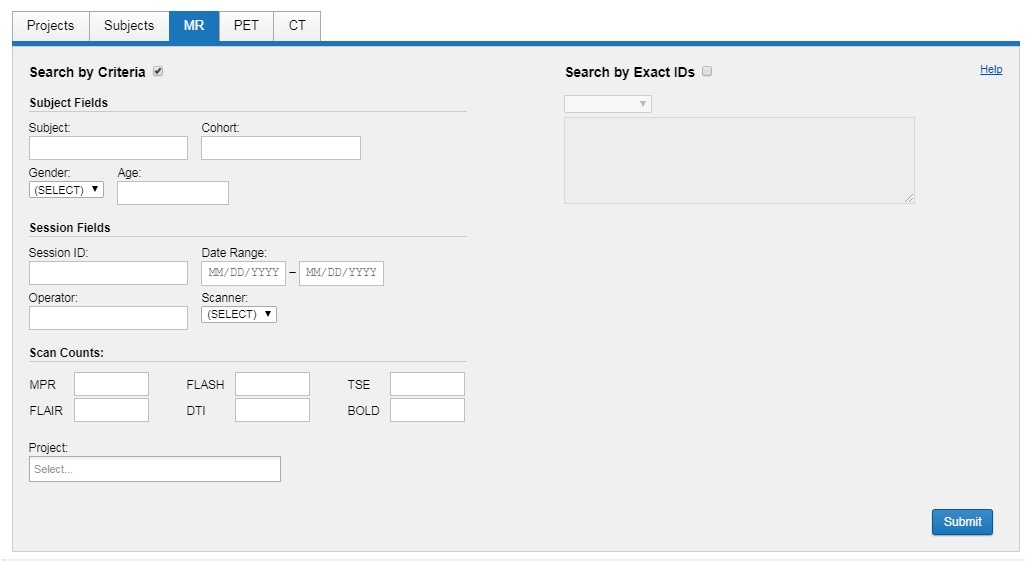 Projects Subjects MR PET CT
Search by Criteria Search by Exact IDs Help
Subject Fields
Subject: Cohort:
Gender: Age:
(SELECT)
Session Fields
Session ID: Date Range:
MM/DD/YYYY – MM/DD/YYYY
Operator: Scanner:
(SELECT)
Scan Counts:
MPR FLASH TSE
FLAIR DTI BOLD
Project:
Select...
Submit